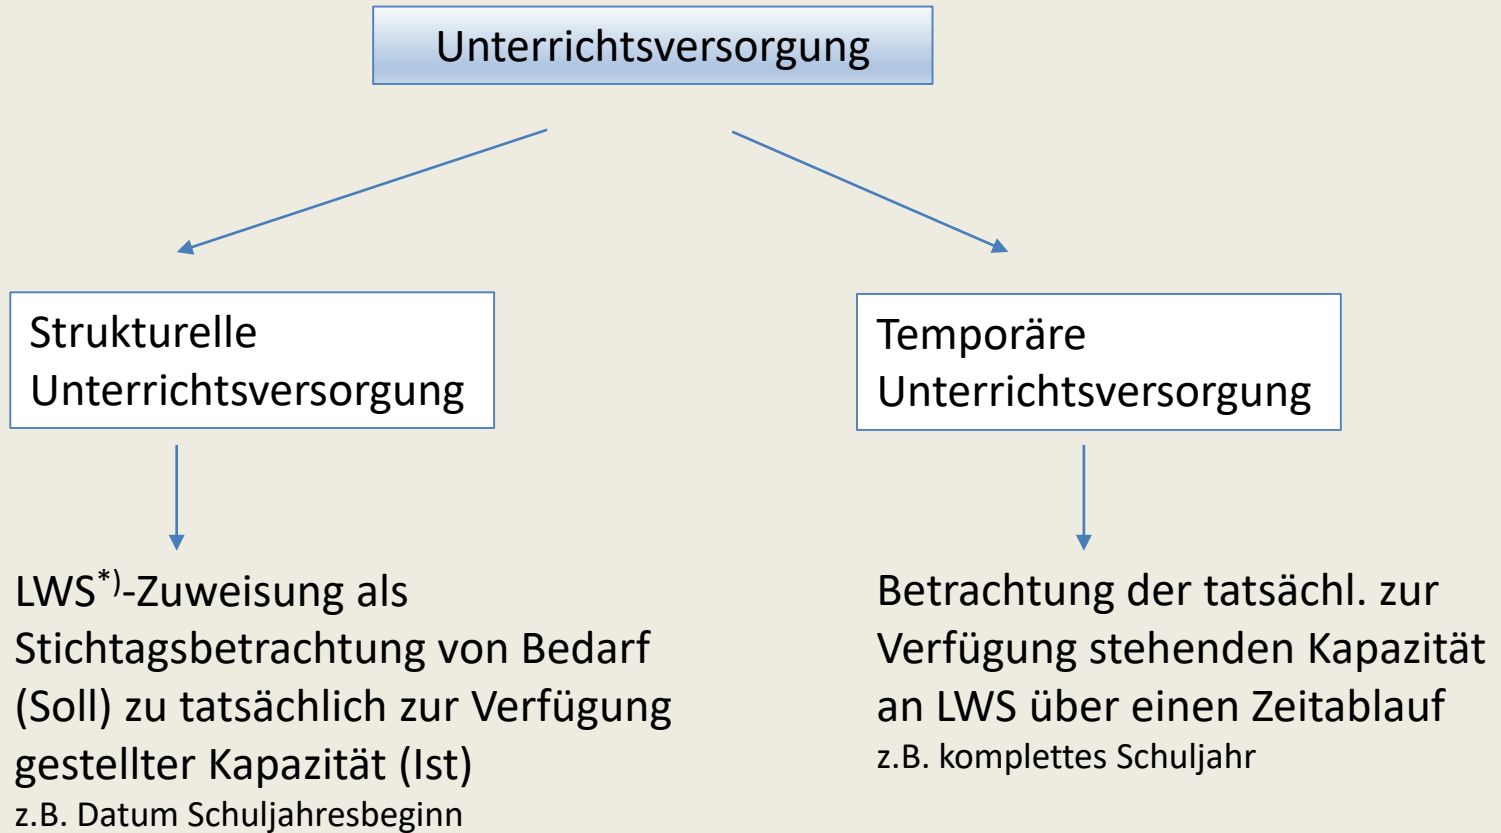 Unterrichtsversorgung
Strukturelle
Unterrichtsversorgung
Temporäre
Unterrichtsversorgung
LWS*)-Zuweisung als
Stichtagsbetrachtung von Bedarf
(Soll) zu tatsächlich zur Verfügung
gestellter Kapazität (Ist)
z.B. Datum Schuljahresbeginn
Betrachtung der tatsächl. zur
Verfügung stehenden Kapazität
an LWS über einen Zeitablauf
z.B. komplettes Schuljahr